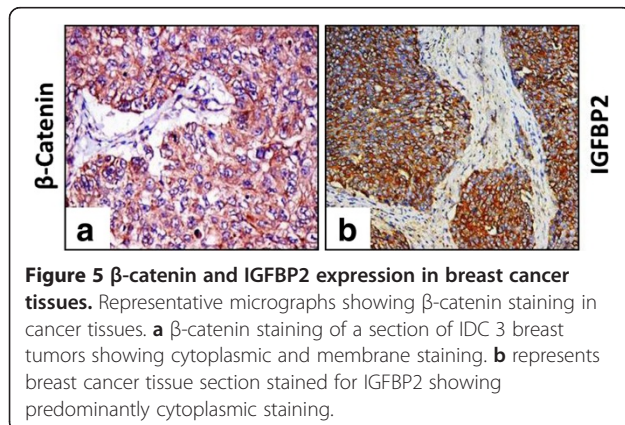 β-Catenin
a
b
IGFBP2
Figure 5 β-catenin and IGFBP2 expression in breast cancer
tissues. Representative micrographs showing β-catenin staining in
cancer tissues. a β-catenin staining of a section of IDC 3 breast
tumors showing cytoplasmic and membrane staining. b represents
breast cancer tissue section stained for IGFBP2 showing
predominantly cytoplasmic staining.